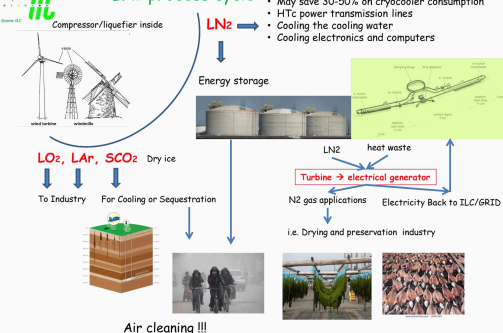 May save 30-50% on cryocooler consumption
HTc power transmission lines
Cooling the cooling water
Cooling electronics and computers
Green-ILC
Compressor/liquefier inside
LN2
Energy storage
wind turbine
windmills
LO2, LAr, SCO2 Dry ice
LN2
heat waste
Turbine → electrical generator
To Industry
For Cooling or Sequestration
N2 gas applications
Electricity Back to ILC/GRID
i.e. Drying and preservation industry
Air cleaning !!!